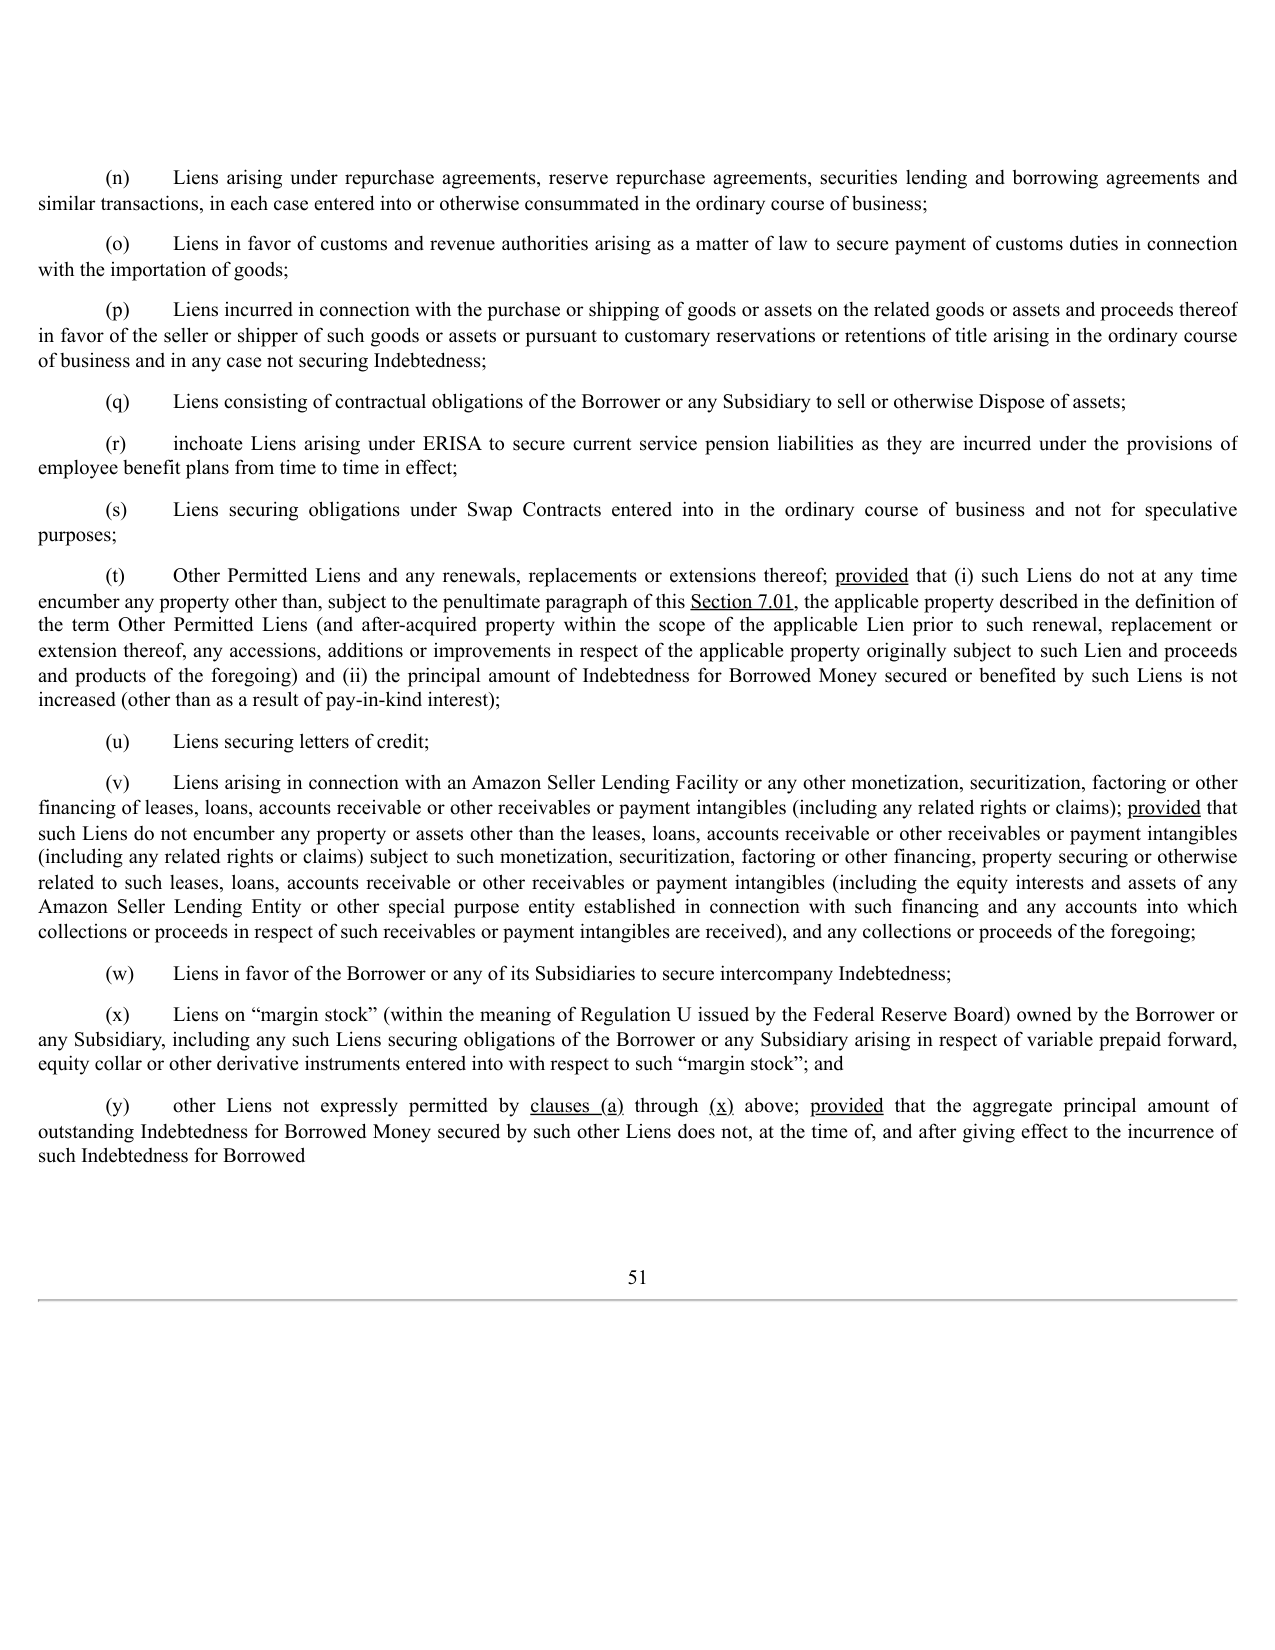 (n) Liens arising under repurchase agreements, reserve repurchase agreements, securities lending and borrowing agreements and
similar transactions, in each case entered into or otherwise consummated in the ordinary course of business;
(o) Liens in favor of customs and revenue authorities arising as a matter of law to secure payment of customs duties in connection
with the importation of goods;
(p) Liens incurred in connection with the purchase or shipping of goods or assets on the related goods or assets and proceeds thereof
in favor of the seller or shipper of such goods or assets or pursuant to customary reservations or retentions of title arising in the ordinary course
of business and in any case not securing Indebtedness;
(q) Liens consisting of contractual obligations of the Borrower or any Subsidiary to sell or otherwise Dispose of assets;
(r) inchoate Liens arising under ERISA to secure current service pension liabilities as they are incurred under the provisions of
employee benefit plans from time to time in effect;
(s) Liens securing obligations under Swap Contracts entered into in the ordinary course of business and not for speculative
purposes;
(t) Other Permitted Liens and any renewals, replacements or extensions thereof; provided that (i) such Liens do not at any time
encumber any property other than, subject to the penultimate paragraph of this Section 7.01, the applicable property described in the definition of
the term Other Permitted Liens (and after-acquired property within the scope of the applicable Lien prior to such renewal, replacement or
extension thereof, any accessions, additions or improvements in respect of the applicable property originally subject to such Lien and proceeds
and products of the foregoing) and (ii) the principal amount of Indebtedness for Borrowed Money secured or benefited by such Liens is not
increased (other than as a result of pay-in-kind interest);
(u) Liens securing letters of credit;
(v) Liens arising in connection with an Amazon Seller Lending Facility or any other monetization, securitization, factoring or other
financing of leases, loans, accounts receivable or other receivables or payment intangibles (including any related rights or claims); provided that
such Liens do not encumber any property or assets other than the leases, loans, accounts receivable or other receivables or payment intangibles
(including any related rights or claims) subject to such monetization, securitization, factoring or other financing, property securing or otherwise
related to such leases, loans, accounts receivable or other receivables or payment intangibles (including the equity interests and assets of any
Amazon Seller Lending Entity or other special purpose entity established in connection with such financing and any accounts into which
collections or proceeds in respect of such receivables or payment intangibles are received), and any collections or proceeds of the foregoing;
(w) Liens in favor of the Borrower or any of its Subsidiaries to secure intercompany Indebtedness;
(x) Liens on “margin stock” (within the meaning of Regulation U issued by the Federal Reserve Board) owned by the Borrower or
any Subsidiary, including any such Liens securing obligations of the Borrower or any Subsidiary arising in respect of variable prepaid forward,
equity collar or other derivative instruments entered into with respect to such “margin stock”; and
(y) other Liens not expressly permitted by clauses (a) through (x) above; provided that the aggregate principal amount of
outstanding Indebtedness for Borrowed Money secured by such other Liens does not, at the time of, and after giving effect to the incurrence of
such Indebtedness for Borrowed
51